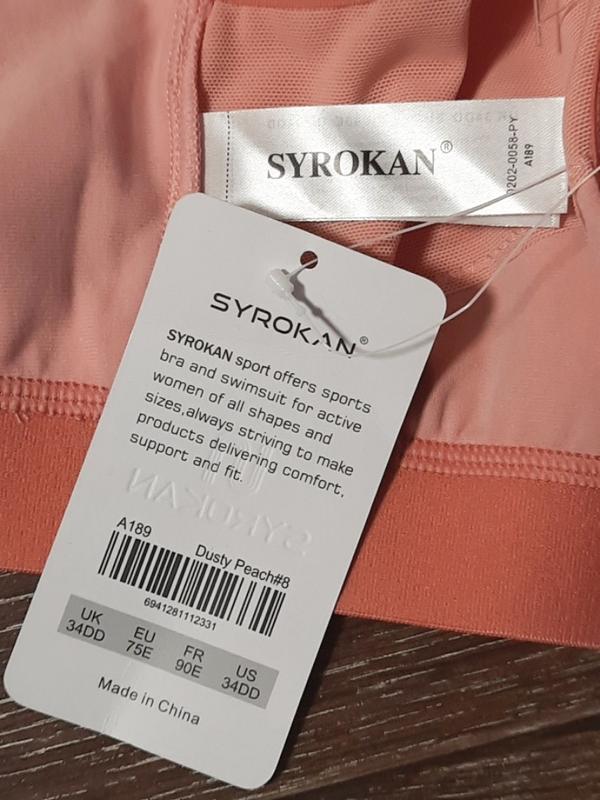 SYROKAN®
0202-0058-PY
A189
SYROKAN®
SYROKAN sport offers sports
bra and swimsuit for active
women of all shapes and
sizes,always striving to make
products delivering comfort,
support and fit.
A189
Dusty Peach#8
6941281112331
UK EU FR US
34DD 75E 90E 34DD
Made in China